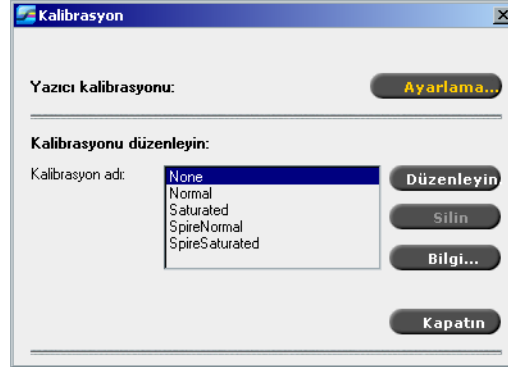 Kalibrasyon
Yazıcı kalibrasyonu:
Ayarlama...
Kalibrasyonu düzenleyin:
Kalibrasyon adı:
None
Normal
Saturated
SpireNormal
SpireSaturated
Düzenleyin
Silin
Bilgi...
Kapatın